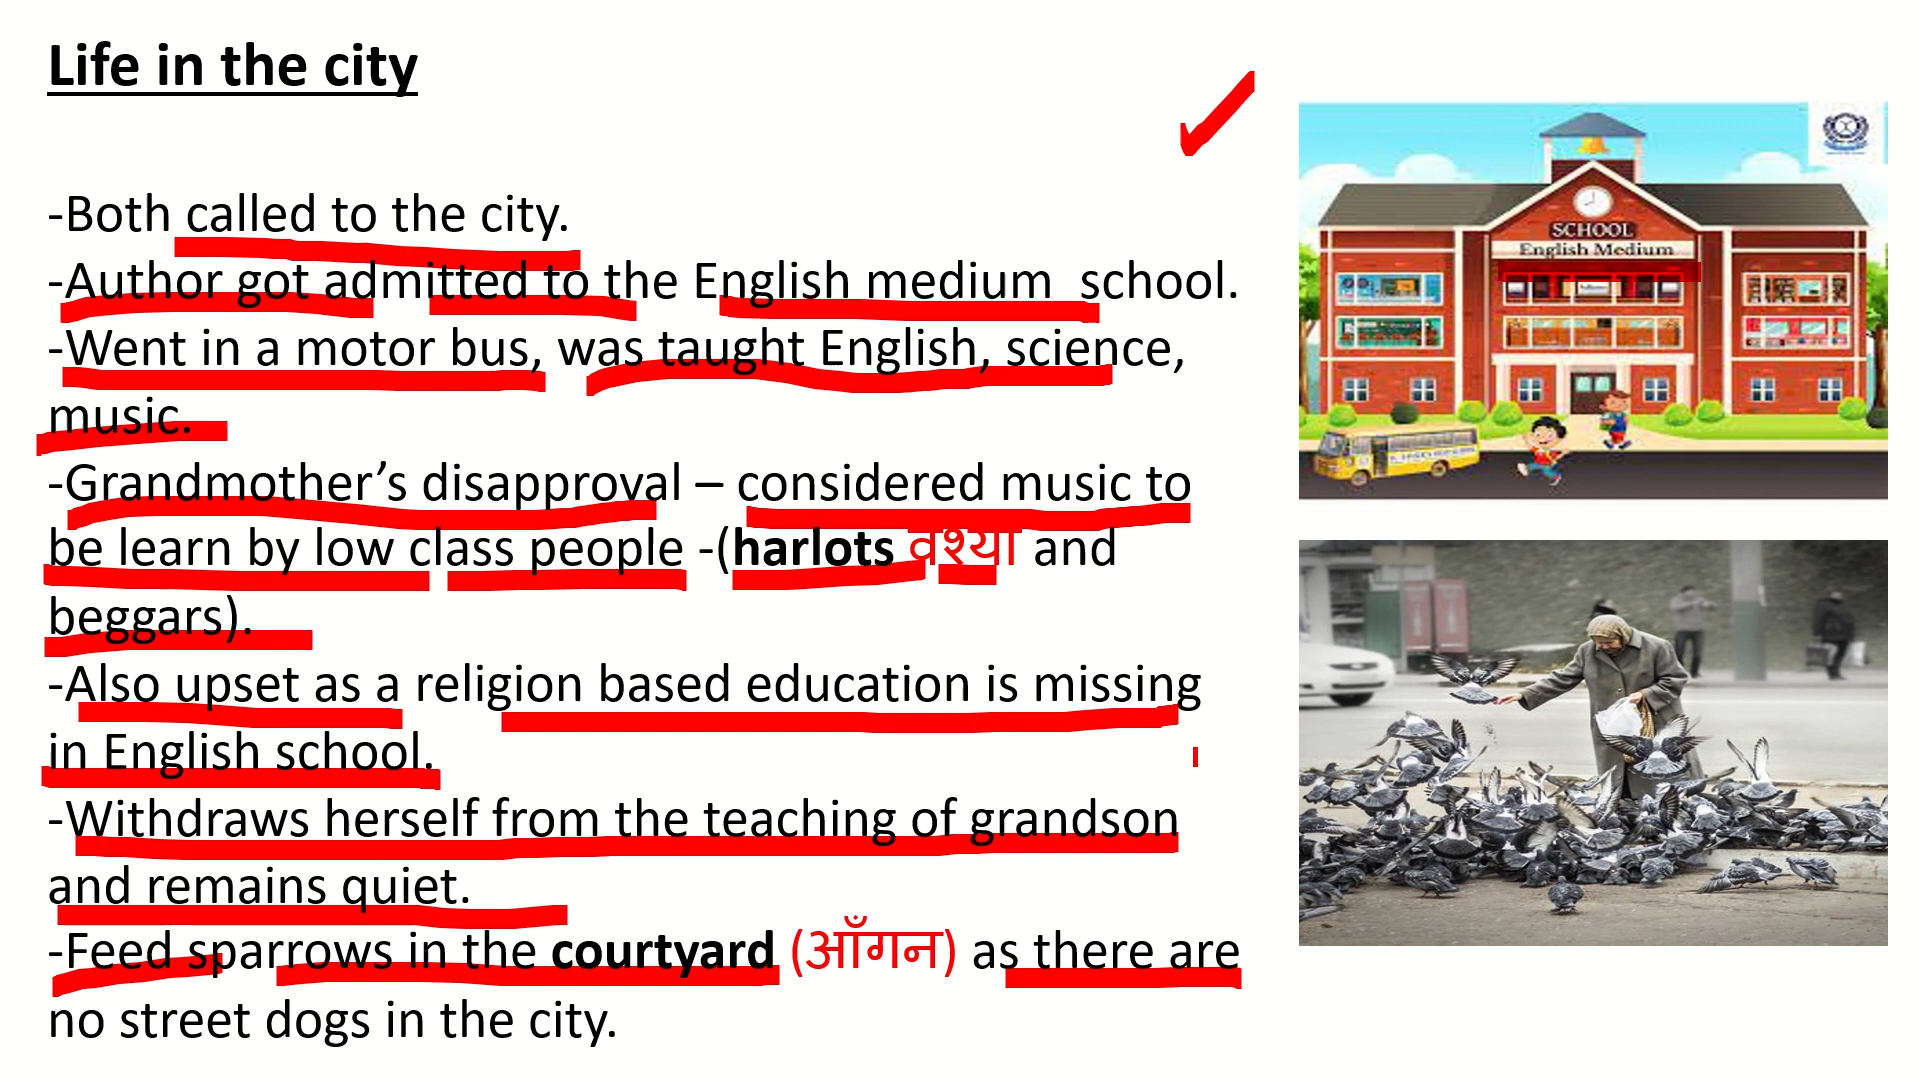 Life in the city
-Both called to the city.
-Author got admitted to the English medium  school.
-Went in a motor bus, was taught English, science,
music.
-Grandmother’s disapproval – considered music to
be learn by low class people -(harlots वश्या and
beggars).
-Also upset as a religion based education is missing
in English school.
-Withdraws herself from the teaching of grandson
and remains quiet.
-Feed sparrows in the courtyard (आँगन) as there are
no street dogs in the city.
SCHOOL
English Medium